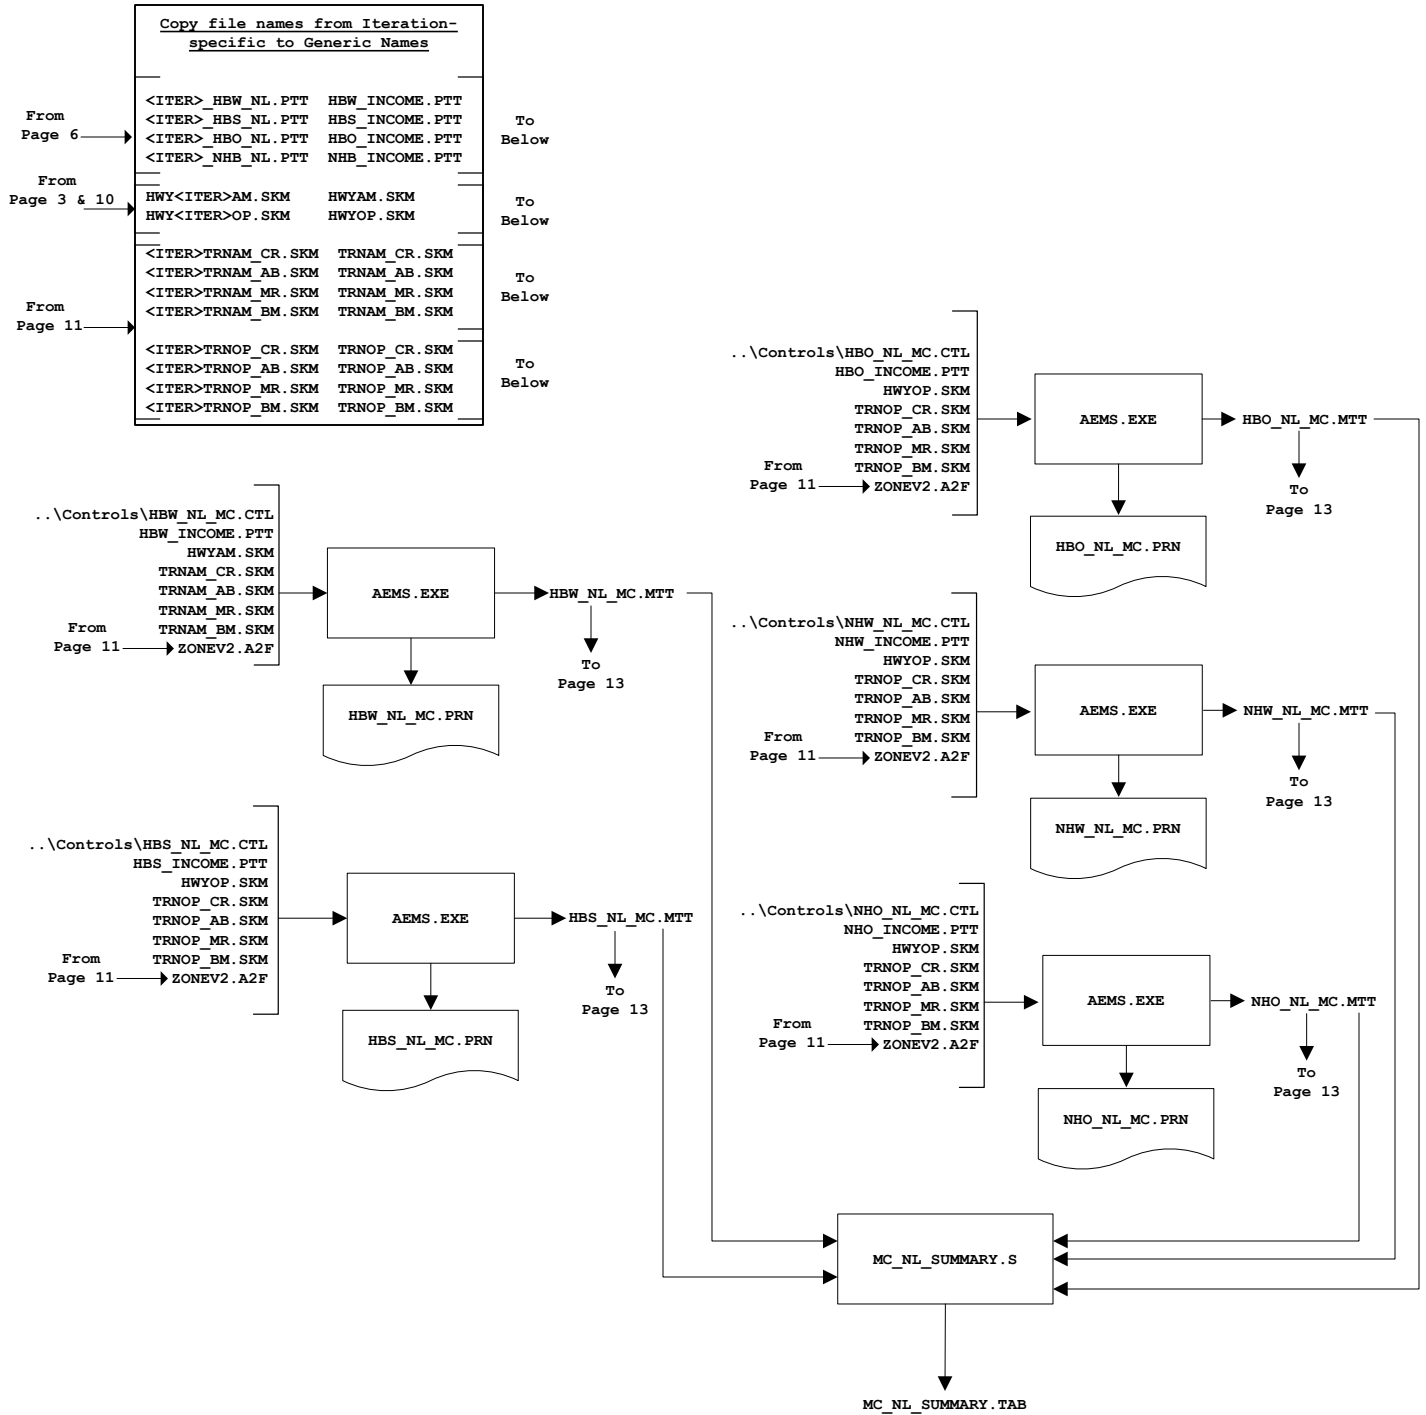 Copy file names from Iteration-
specific to Generic Names
From
Page 6
<ITER>_HBW_NL.PTT HBW_INCOME.PTT
<ITER>_HBS_NL.PTT HBS_INCOME.PTT
<ITER>_HBO_NL.PTT HBO_INCOME.PTT
<ITER>_NHB_NL.PTT NHB_INCOME.PTT
To
Below
From
Page 3 & 10
HWY<ITER>AM.SKM HWYAM.SKM
HWY<ITER>OP.SKM HWYOP.SKM
To
Below
From
Page 11
<ITER>TRNAM_CR.SKM TRNAM_CR.SKM
<ITER>TRNAM_AB.SKM TRNAM_AB.SKM
<ITER>TRNAM_MR.SKM TRNAM_MR.SKM
<ITER>TRNAM_BM.SKM TRNAM_BM.SKM
To
Below
<ITER>TRNOP_CR.SKM TRNOP_CR.SKM
<ITER>TRNOP_AB.SKM TRNOP_AB.SKM
<ITER>TRNOP_MR.SKM TRNOP_MR.SKM
<ITER>TRNOP_BM.SKM TRNOP_BM.SKM
To
Below
..\Controls\HBW_NL_MC.CTL
HBW_INCOME.PTT
HWYAM.SKM
TRNAM_CR.SKM
TRNAM_AB.SKM
TRNAM_MR.SKM
TRNAM_BM.SKM
From
Page 11
ZONEV2.A2F
AEMS.EXE
HBW_NL_MC.MTT
To
Page 13
HBW_NL_MC.PRN
..\Controls\HBS_NL_MC.CTL
HBS_INCOME.PTT
HWYOP.SKM
TRNOP_CR.SKM
TRNOP_AB.SKM
TRNOP_MR.SKM
TRNOP_BM.SKM
From
Page 11
ZONEV2.A2F
AEMS.EXE
HBS_NL_MC.MTT
To
Page 13
HBS_NL_MC.PRN
..\Controls\HBO_NL_MC.CTL
HBO_INCOME.PTT
HWYOP.SKM
TRNOP_CR.SKM
TRNOP_AB.SKM
TRNOP_MR.SKM
TRNOP_BM.SKM
From
Page 11
ZONEV2.A2F
AEMS.EXE
HBO_NL_MC.MTT
To
Page 13
HBO_NL_MC.PRN
..\Controls\NHW_NL_MC.CTL
NHW_INCOME.PTT
HWYOP.SKM
TRNOP_CR.SKM
TRNOP_AB.SKM
TRNOP_MR.SKM
TRNOP_BM.SKM
From
Page 11
ZONEV2.A2F
AEMS.EXE
NHW_NL_MC.MTT
To
Page 13
NHW_NL_MC.PRN
..\Controls\NHO_NL_MC.CTL
NHO_INCOME.PTT
HWYOP.SKM
TRNOP_CR.SKM
TRNOP_AB.SKM
TRNOP_MR.SKM
TRNOP_BM.SKM
From
Page 11
ZONEV2.A2F
AEMS.EXE
NHO_NL_MC.MTT
To
Page 13
NHO_NL_MC.PRN
MC_NL_SUMMARY.S
MC_NL_SUMMARY.TAB